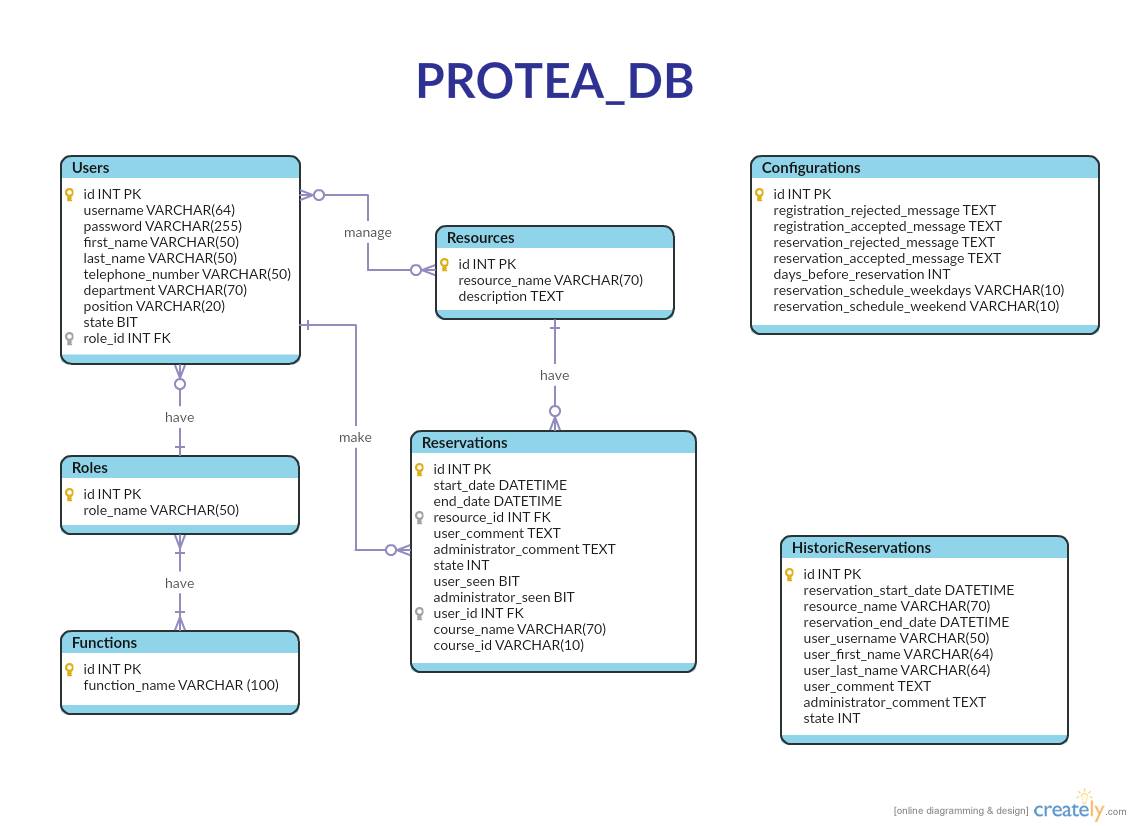 PROTEA_DB
Users
id INT PK
username VARCHAR(64)
password VARCHAR(255)
first_name VARCHAR(50)
last_name VARCHAR(50)
telephone_number VARCHAR(50)
department VARCHAR(70)
position VARCHAR(20)
state BIT
role_id INT FK
manage
Resources
id INT PK
resource_name VARCHAR(70)
description TEXT
Configurations
id INT PK
registration_rejected_message TEXT
registration_accepted_message TEXT
reservation_rejected_message TEXT
reservation_accepted_message TEXT
days_before_reservation INT
reservation_schedule_weekdays VARCHAR(10)
reservation_schedule_weekend VARCHAR(10)
have
have
make
Roles
id INT PK
role_name VARCHAR(50)
have
Functions
id INT PK
function_name VARCHAR (100)
Reservations
id INT PK
start_date DATETIME
end_date DATETIME
resource_id INT FK
user_comment TEXT
administrator_comment TEXT
state INT
user_seen BIT
administrator_seen BIT
user_id INT FK
course_name VARCHAR(70)
course_id VARCHAR(10)
HistoricReservations
id INT PK
reservation_start_date DATETIME
resource_name VARCHAR(70)
reservation_end_date DATETIME
user_username VARCHAR(50)
user_first_name VARCHAR(64)
user_last_name VARCHAR(64)
user_comment TEXT
administrator_comment TEXT
state INT
[online diagramming & design] creately.com